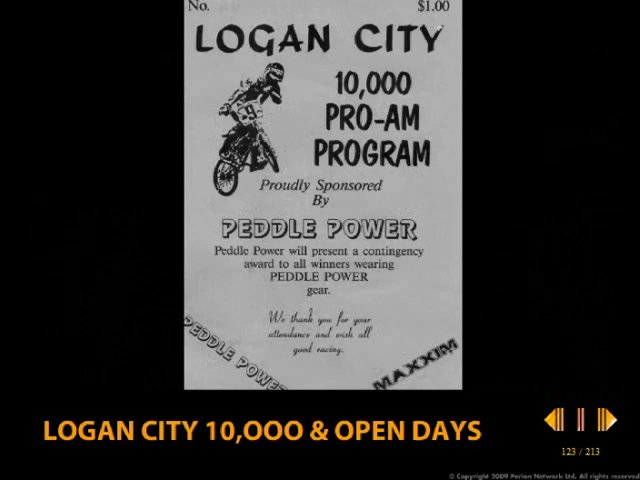 No. $1.00
LOGAN CITY
10,000
PRO-AM
PROGRAM
Proudly Sponsored
By
PEDDLE POWER
Peddle Power will present a contingency
award to all winners wearing
PEDDLE POWER
gear.
We thank you for your
attendance and wish all
good racing.
PEDDLE POWER
MAXXIM
LOGAN CITY 10,OOO & OPEN DAYS
123 / 213
© Copyright 2009 Perian Network Ltd, All rights reserved